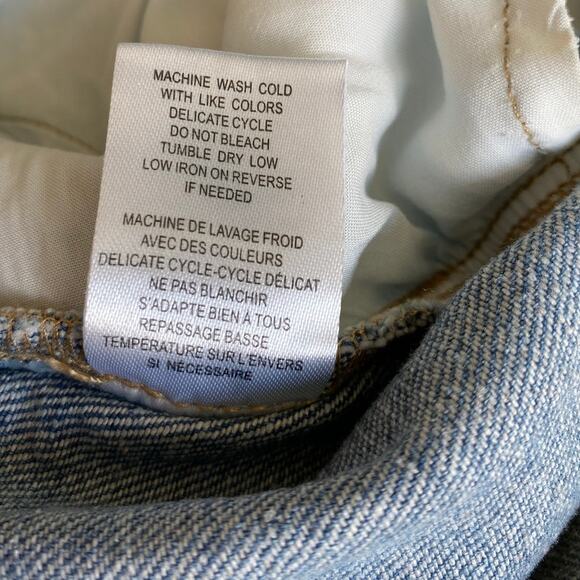 MACHINE WASH COLD
WITH LIKE COLORS
DELICATE CYCLE
DO NOT BLEACH
TUMBLE DRY LOW
LOW IRON ON REVERSE
IF NEEDED
MACHINE DE LAVAGE FROID
AVEC DES COULEURS
DELICATE CYCLE-CYCLE DÉLICAT
NE PAS BLANCHIR
S'ADAPTE BIEN À TOUS
REPASSAGE BASSE
TEMPÉRATURE SUR L'ENVERS
SI NÉCESSAIRE